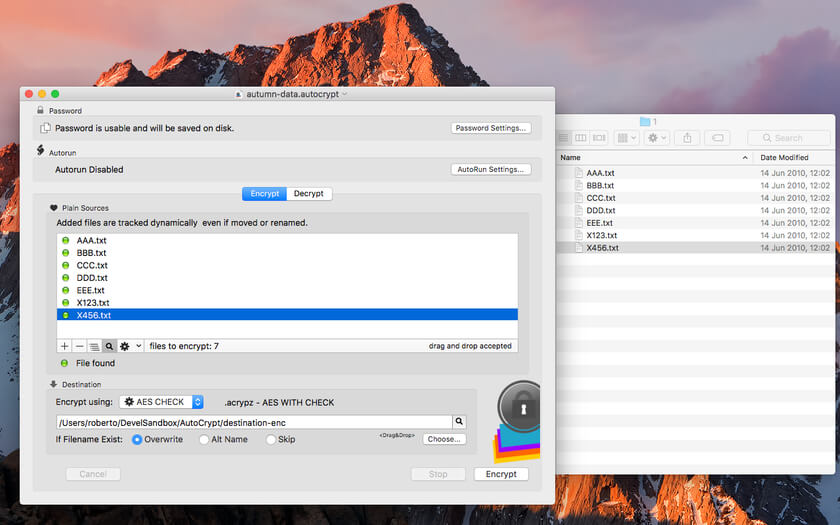 autumn-data.autocrypt
Password
Password is usable and will be saved on disk.
Password Settings...
Autorun
Autorun Disabled
AutoRun Settings...
Encrypt Decrypt
Plain Sources
Added files are tracked dynamically even if moved or renamed.
AAA.txt
BBB.txt
CCC.txt
DDD.txt
EEE.txt
X123.txt
X456.txt
files to encrypt: 7 drag and drop accepted
File found
Destination
Encrypt using: AES CHECK .acrypz - AES WITH CHECK
/Users/roberto/DevelSandbox/AutoCrypt/destination-enc
If Filename Exist: Overwrite Alt Name Skip <Drag&Drop> Choose...
Cancel Stop Encrypt
1
Search
Name Date Modified
AAA.txt 14 Jun 2010, 12:02
BBB.txt 14 Jun 2010, 12:02
CCC.txt 14 Jun 2010, 12:02
DDD.txt 14 Jun 2010, 12:02
EEE.txt 14 Jun 2010, 12:02
X123.txt 14 Jun 2010, 12:02
X456.txt 14 Jun 2010, 12:02